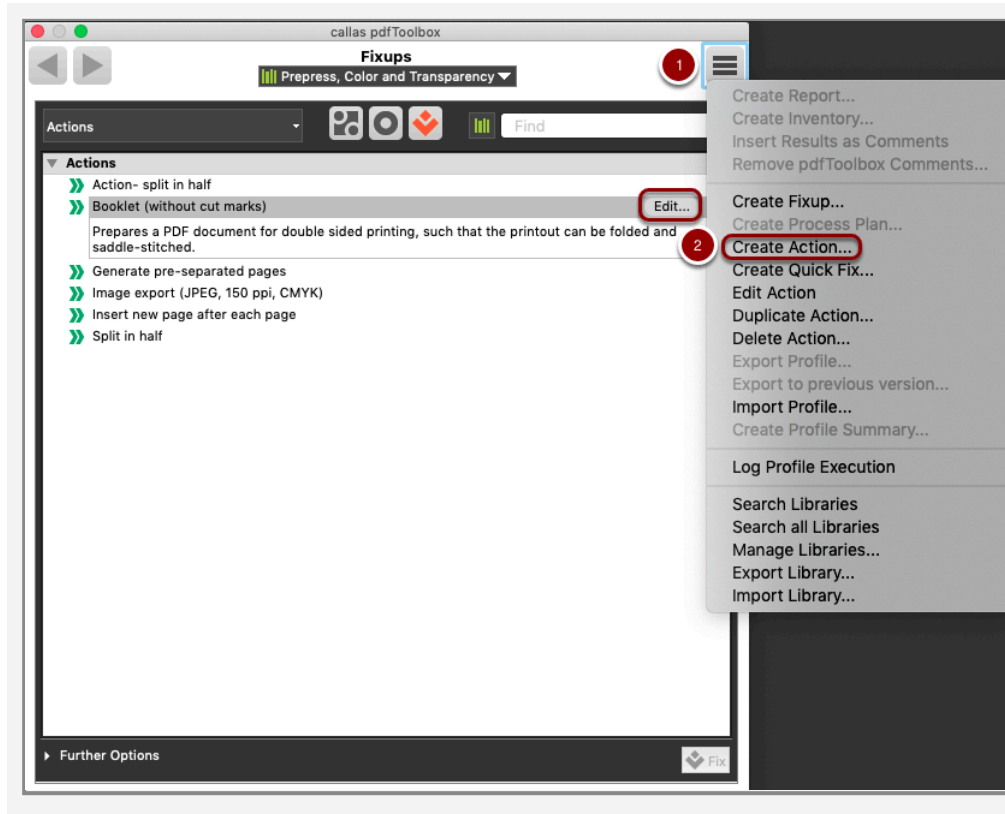 callas pdfToolbox
Fixups
Prepress, Color and Transparency
1
Actions
Find
Actions
Action- split in half
Booklet (without cut marks)
Edit...
Prepares a PDF document for double sided printing, such that the printout can be folded and
saddle-stitched.
Generate pre-separated pages
Image export (JPEG, 150 ppi, CMYK)
Insert new page after each page
Split in half
Further Options
Fix
Create Report...
Create Inventory...
Insert Results as Comments
Remove pdfToolbox Comments...
Create Fixup...
Create Process Plan...
2
Create Action...
Create Quick Fix...
Edit Action
Duplicate Action...
Delete Action...
Export Profile...
Export to previous version...
Import Profile...
Create Profile Summary...
Log Profile Execution
Search Libraries
Search all Libraries
Manage Libraries...
Export Library...
Import Library...